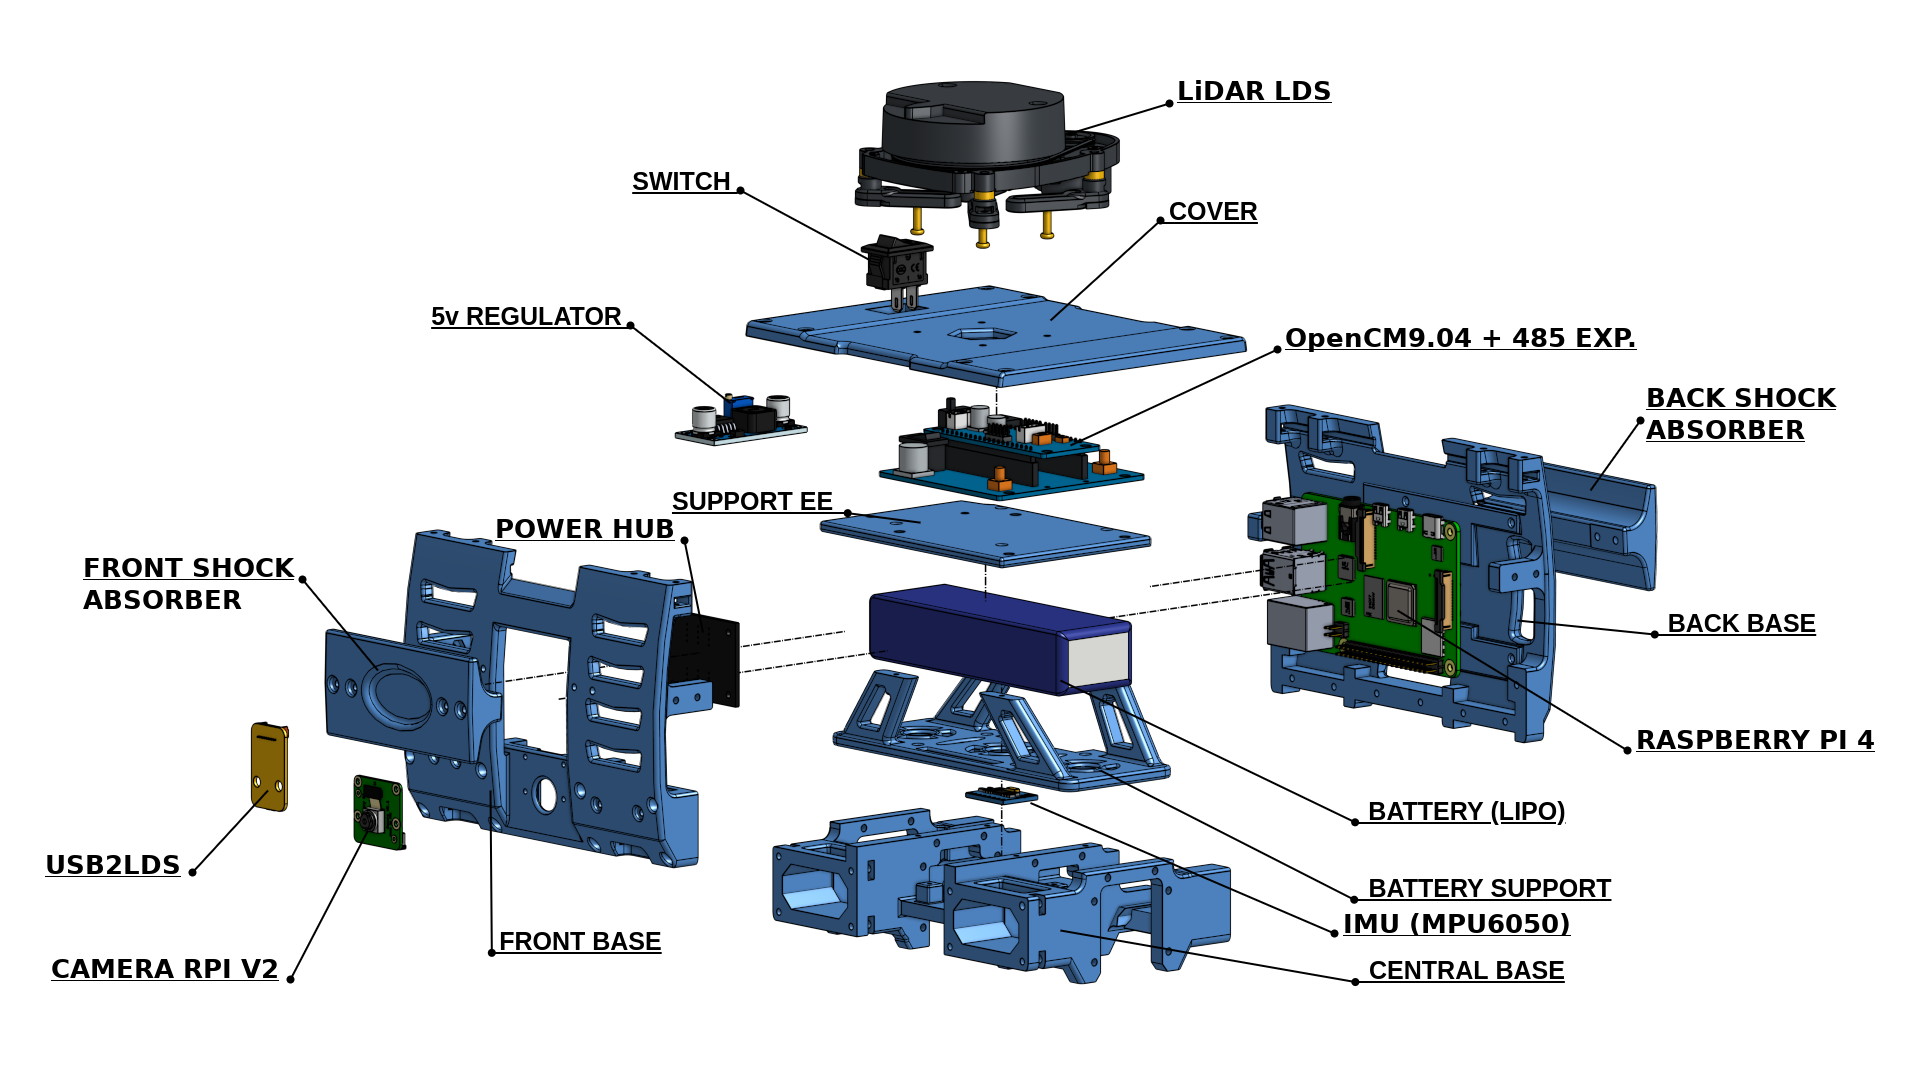 LiDAR LDS
SWITCH
COVER
5v REGULATOR
OpenCM9.04 + 485 EXP.
BACK SHOCK
ABSORBER
SUPPORT EE
POWER HUB
FRONT SHOCK
ABSORBER
BACK BASE
RASPBERRY PI 4
BATTERY (LIPO)
USB2LDS
BATTERY SUPPORT
IMU (MPU6050)
FRONT BASE
CAMERA RPI V2
CENTRAL BASE